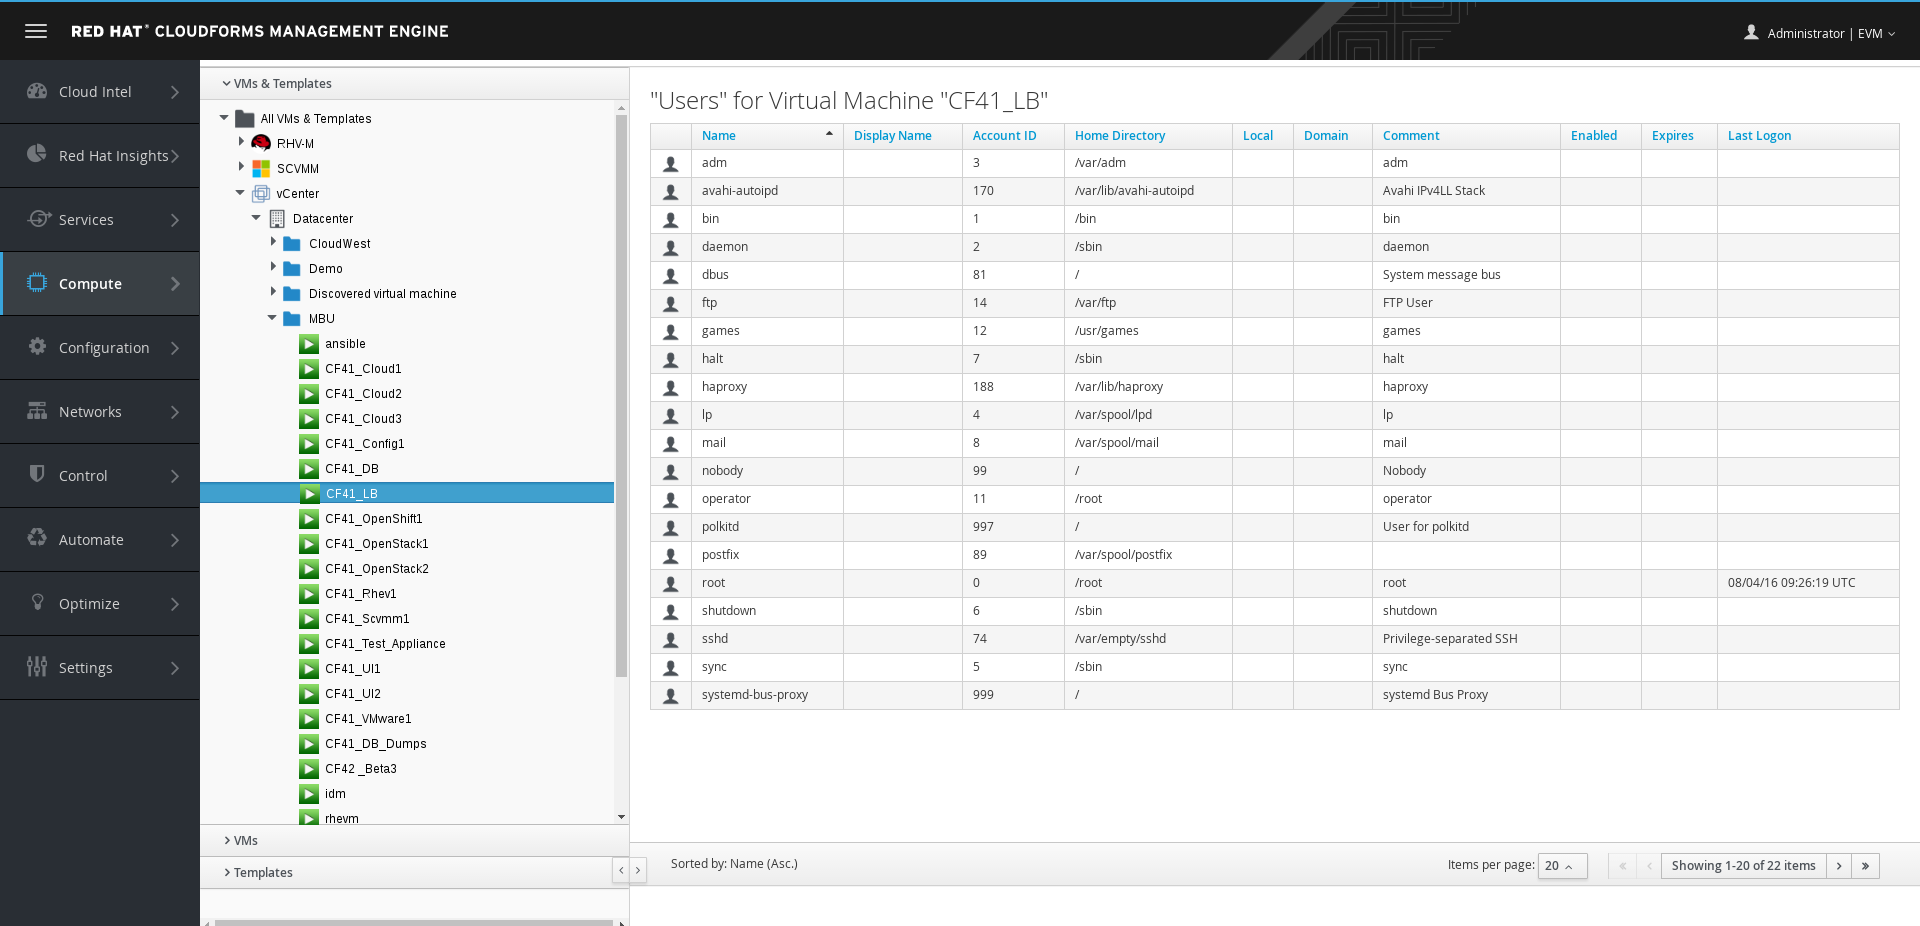 RED HAT® CLOUDFORMS MANAGEMENT ENGINE
Administrator | EVM
Cloud Intel
Red Hat Insights
Services
Compute
Configuration
Networks
Control
Automate
Optimize
Settings
VMs & Templates
All VMs & Templates
RHV-M
SCVMM
vCenter
Datacenter
CloudWest
Demo
Discovered virtual machine
MBU
ansible
CF41_Cloud1
CF41_Cloud2
CF41_Cloud3
CF41_Config1
CF41_DB
CF41_LB
CF41_OpenShift1
CF41_OpenStack1
CF41_OpenStack2
CF41_Rhev1
CF41_Scvmm1
CF41_Test_Appliance
CF41_UI1
CF41_UI2
CF41_VMware1
CF41_DB_Dumps
CF42 _Beta3
idm
rhevm
VMs
Templates
"Users" for Virtual Machine "CF41_LB"
Name Display Name Account ID Home Directory Local Domain Comment Enabled Expires Last Logon
adm 3 /var/adm adm
avahi-autoipd 170 /var/lib/avahi-autoipd Avahi IPv4LL Stack
bin 1 /bin bin
daemon 2 /sbin daemon
dbus 81 / System message bus
ftp 14 /var/ftp FTP User
games 12 /usr/games games
halt 7 /sbin halt
haproxy 188 /var/lib/haproxy haproxy
lp 4 /var/spool/lpd lp
mail 8 /var/spool/mail mail
nobody 99 / Nobody
operator 11 /root operator
polkitd 997 / User for polkitd
postfix 89 /var/spool/postfix
root 0 /root root 08/04/16 09:26:19 UTC
shutdown 6 /sbin shutdown
sshd 74 /var/empty/sshd Privilege-separated SSH
sync 5 /sbin sync
systemd-bus-proxy 999 / systemd Bus Proxy
Sorted by: Name (Asc.)
Items per page: 20
Showing 1-20 of 22 items